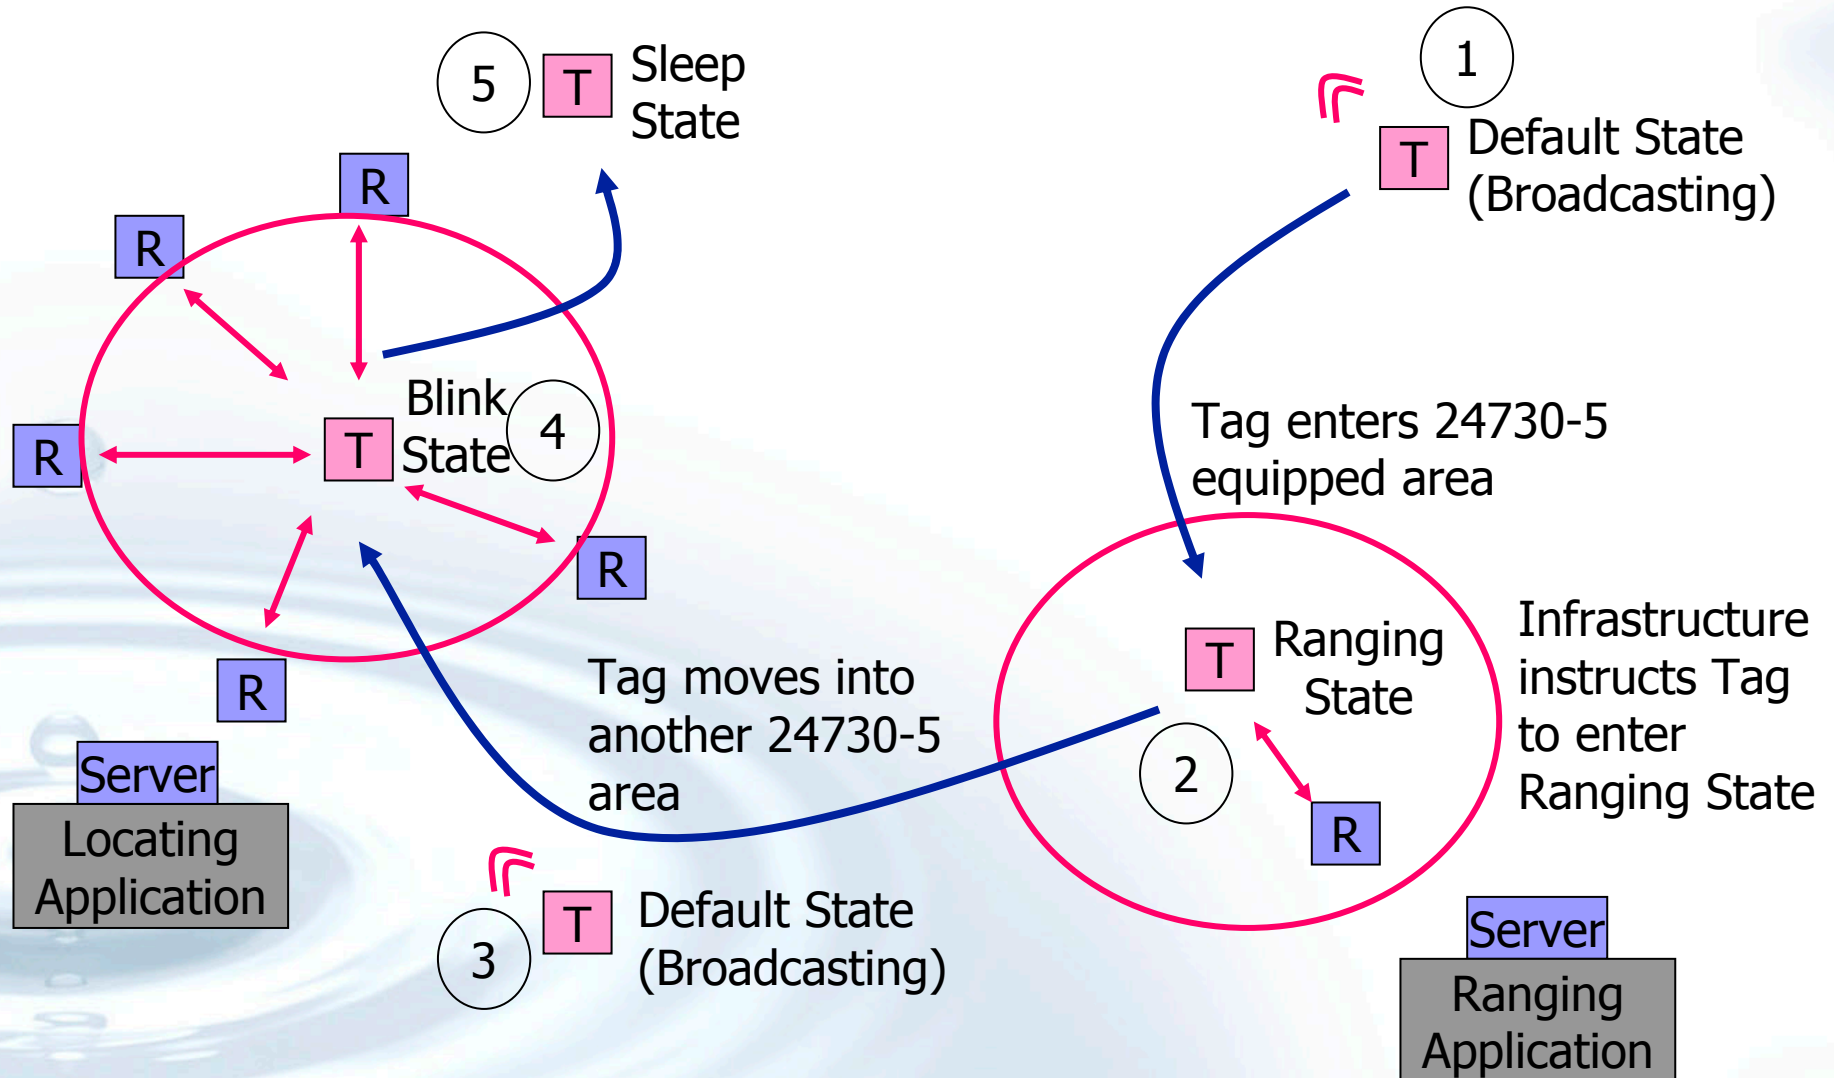 5
T
Sleep
State
1
T
Default State
(Broadcasting)
R
R
R
T
Blink
State
4
R
R
Tag enters 24730-5
equipped area
T
Ranging
State
2
R
Infrastructure
instructs Tag
to enter
Ranging State
Tag moves into
another 24730-5
area
Server
Locating
Application
3
T
Default State
(Broadcasting)
Server
Ranging
Application